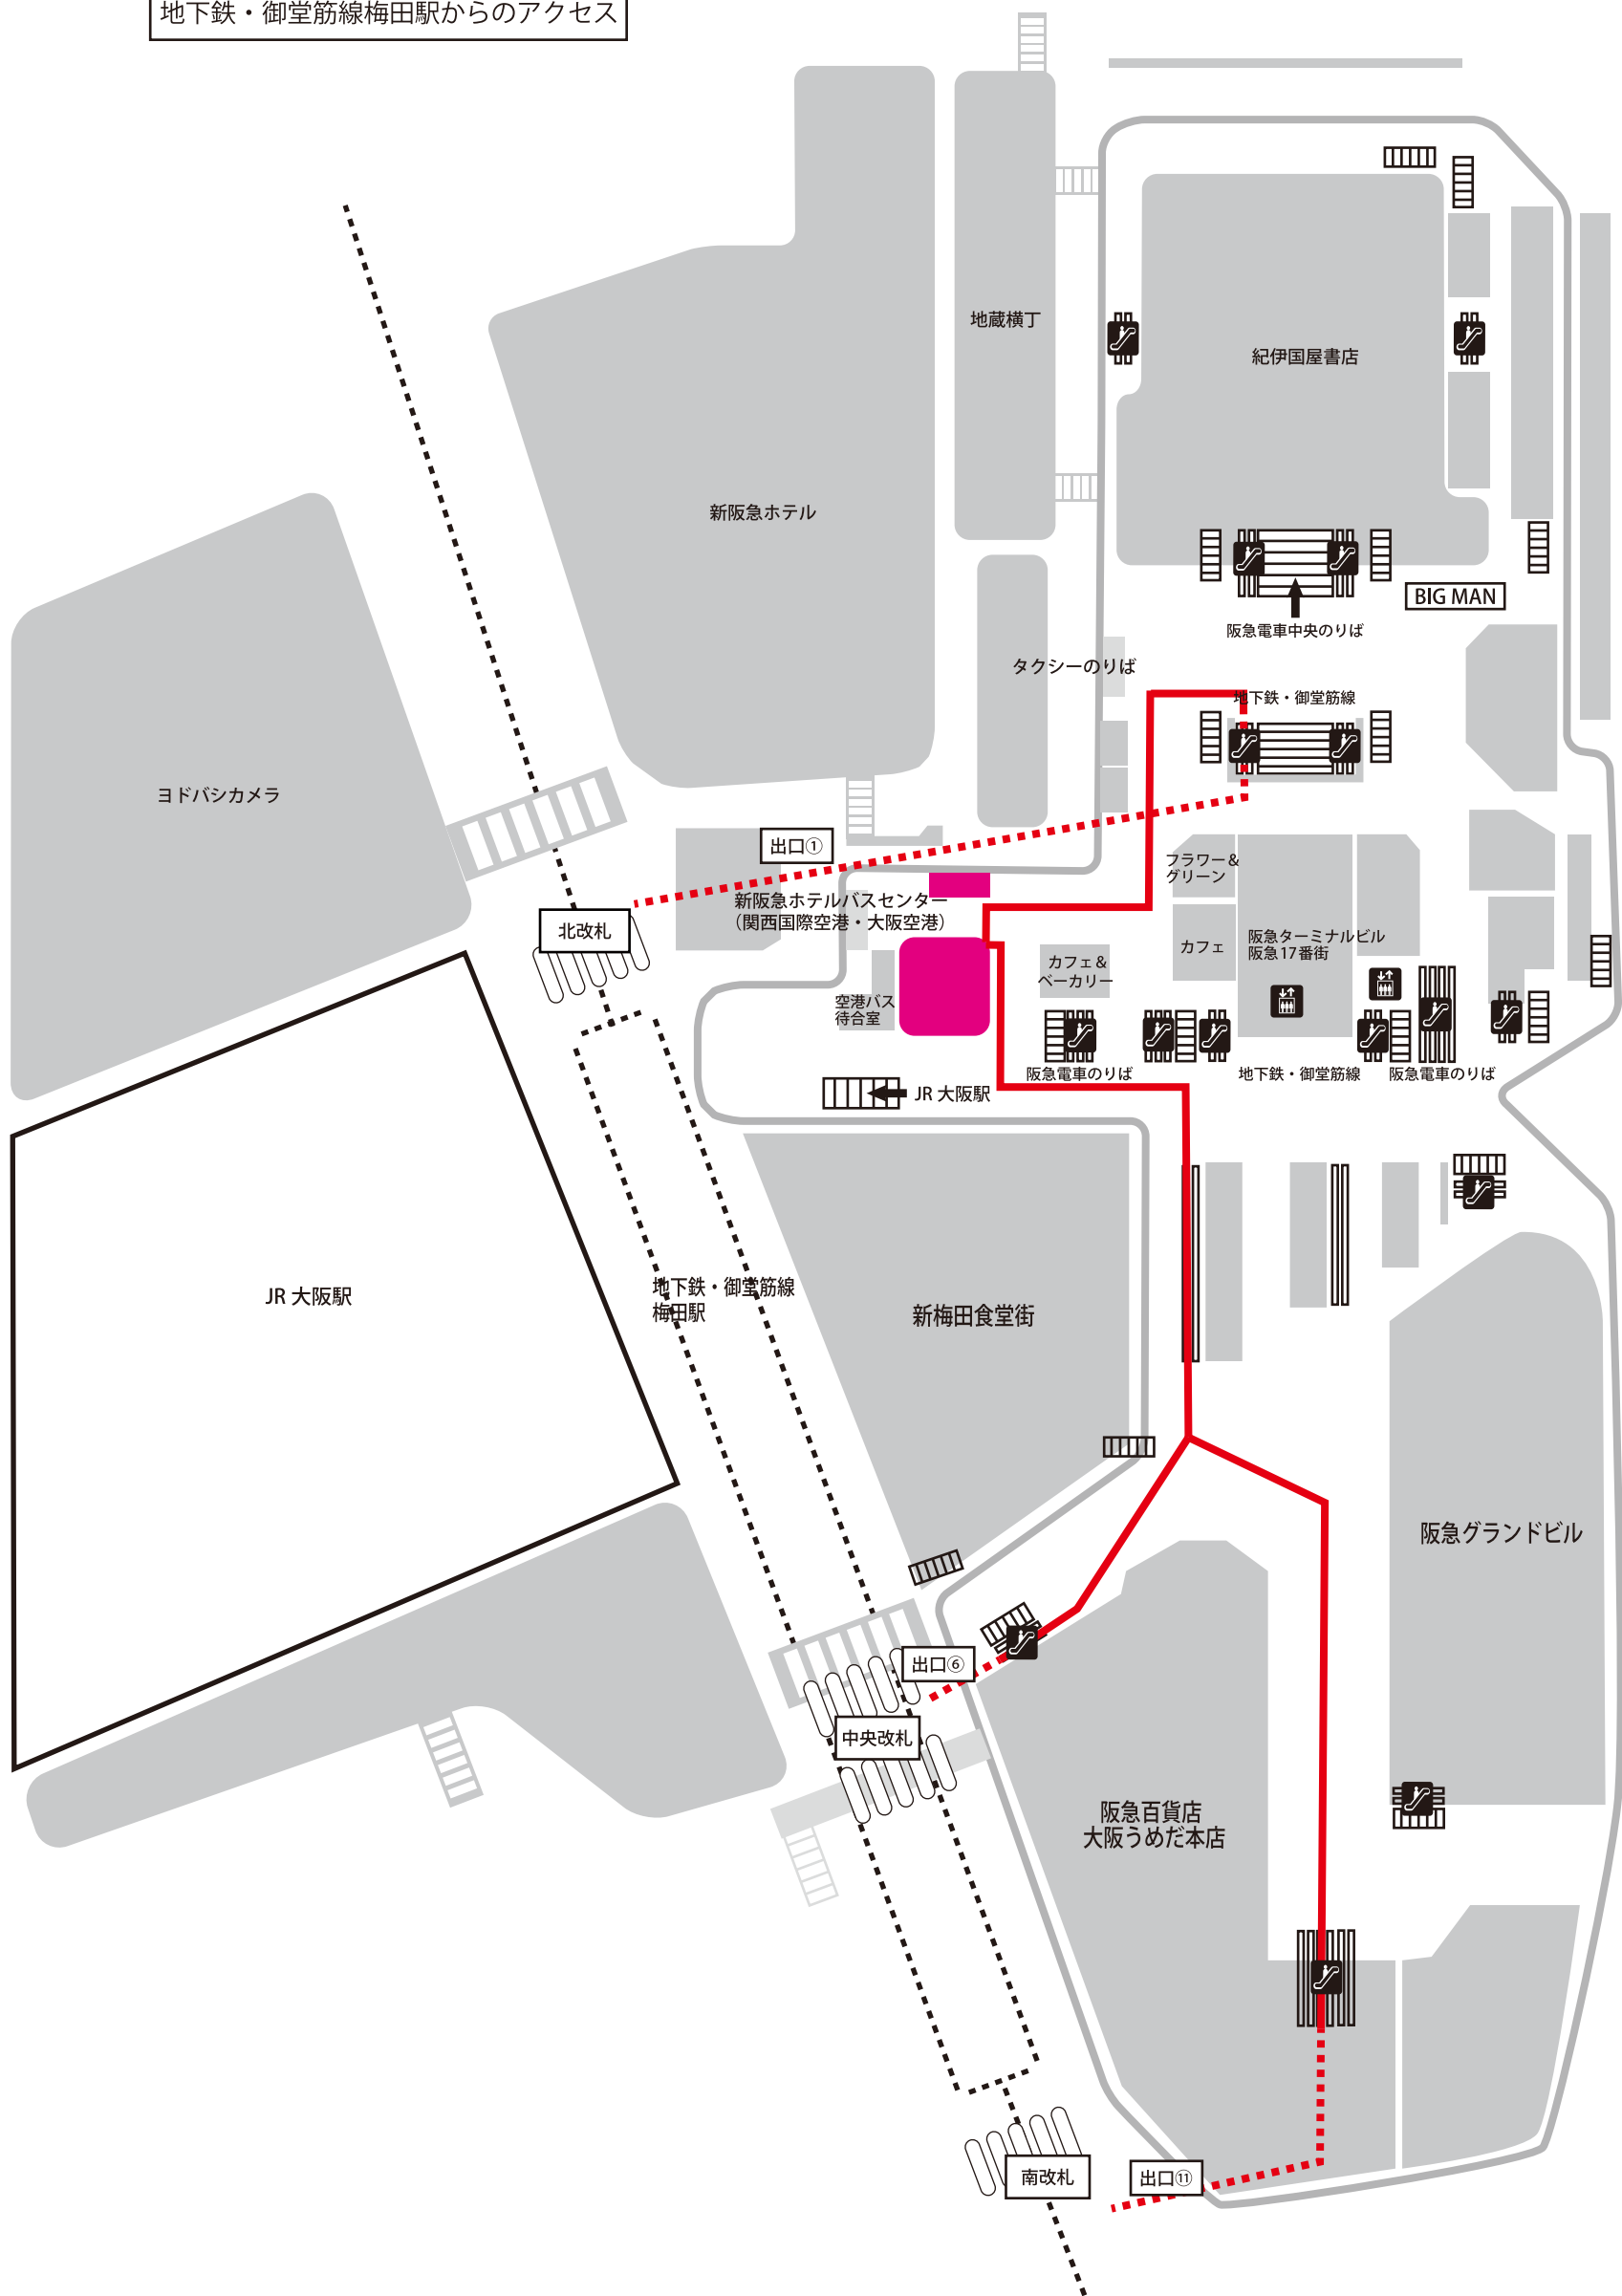 地下鉄・御堂筋線梅田駅からのアクセス
地蔵横丁
紀伊国屋書店
新阪急ホテル
BIG MAN
阪急電車中央のりば
タクシーのりば
地下鉄・御堂筋線
ヨドバシカメラ
出口①
フラワー＆
グリーン
新阪急ホテルバスセンター
（関西国際空港・大阪空港）
北改札
カフェ
阪急ターミナルビル
阪急17番街
カフェ＆
ベーカリー
空港バス
待合室
阪急電車のりば
地下鉄・御堂筋線
阪急電車のりば
JR 大阪駅
JR 大阪駅
地下鉄・御堂筋線
梅田駅
新梅田食堂街
阪急グランドビル
出口⑥
中央改札
阪急百貨店
大阪うめだ本店
南改札
出口⑪